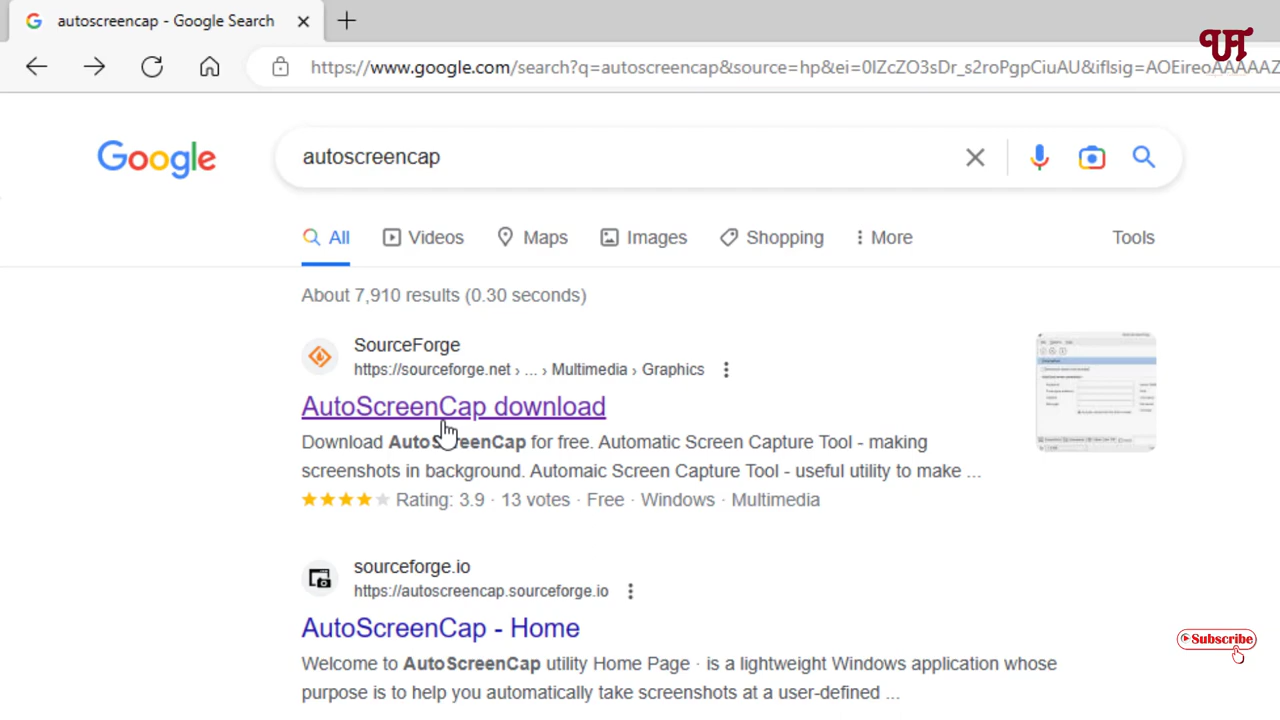 autoscreencap - Google Search
UA
https://www.google.com/search?q=autoscreencap&source=hp&ei=0IZcZO3sDr_s2roPgpCiuAU&iflsig=AOEireoAAAAAZ
Google
autoscreencap
All Videos Maps Images Shopping More Tools
About 7,910 results (0.30 seconds)
SourceForge
https://sourceforge.net › ... › Multimedia › Graphics
AutoScreenCap download
Download AutoScreenCap for free. Automatic Screen Capture Tool - making
screenshots in background. Automaic Screen Capture Tool - useful utility to make ...
Rating: 3.9 · 13 votes · Free · Windows · Multimedia
sourceforge.io
https://autoscreencap.sourceforge.io
AutoScreenCap - Home
Subscribe
Welcome to AutoScreenCap utility Home Page · is a lightweight Windows application whose
purpose is to help you automatically take screenshots at a user-defined ...